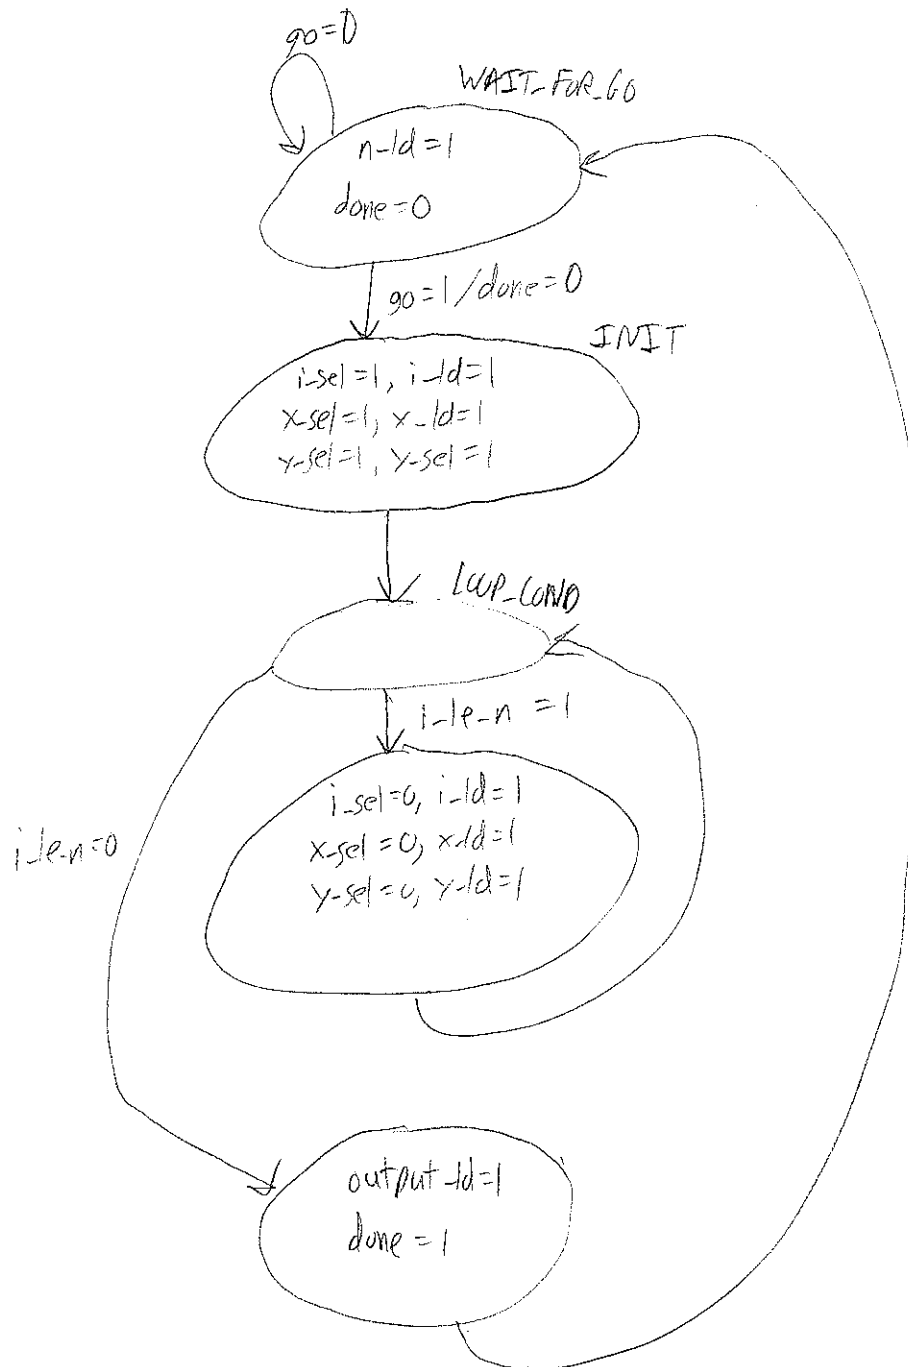 go=0
WAIT_FOR_GO
n_ld=1
done=0
go=1/done=0
INIT
i_sel=1, i_ld=1
x_sel=1, x_ld=1
y_sel=1, y_sel=1
LOOP_COND
i_le_n =1
i_sel=0, i_ld=1
x_sel=0, x_ld=1
y_sel=0, y_ld=1
i_le_n=0
output_ld=1
done=1